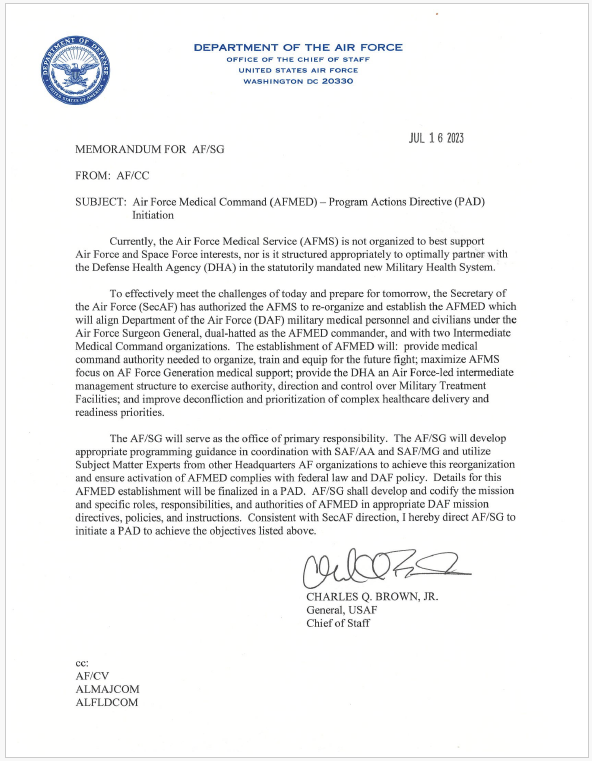 DEPARTMENT OF DEFENSE
UNITED STATES OF AMERICA
DEPARTMENT OF THE AIR FORCE
OFFICE OF THE CHIEF OF STAFF
UNITED STATES AIR FORCE
WASHINGTON DC 20330
JUL 16 2023
MEMORANDUM FOR AF/SG
FROM: AF/CC
SUBJECT: Air Force Medical Command (AFMED) – Program Actions Directive (PAD)
Initiation
Currently, the Air Force Medical Service (AFMS) is not organized to best support
Air Force and Space Force interests, nor is it structured appropriately to optimally partner with
the Defense Health Agency (DHA) in the statutorily mandated new Military Health System.
To effectively meet the challenges of today and prepare for tomorrow, the Secretary of
the Air Force (SecAF) has authorized the AFMS to re-organize and establish the AFMED which
will align Department of the Air Force (DAF) military medical personnel and civilians under the
Air Force Surgeon General, dual-hatted as the AFMED commander, and with two Intermediate
Medical Command organizations. The establishment of AFMED will: provide medical
command authority needed to organize, train and equip for the future fight; maximize AFMS
focus on AF Force Generation medical support; provide the DHA an Air Force-led intermediate
management structure to exercise authority, direction and control over Military Treatment
Facilities; and improve deconfliction and prioritization of complex healthcare delivery and
readiness priorities.
The AF/SG will serve as the office of primary responsibility. The AF/SG will develop
appropriate programming guidance in coordination with SAF/AA and SAF/MG and utilize
Subject Matter Experts from other Headquarters AF organizations to achieve this reorganization
and ensure activation of AFMED complies with federal law and DAF policy. Details for this
AFMED establishment will be finalized in a PAD. AF/SG shall develop and codify the mission
and specific roles, responsibilities, and authorities of AFMED in appropriate DAF mission
directives, policies, and instructions. Consistent with SecAF direction, I hereby direct AF/SG to
initiate a PAD to achieve the objectives listed above.
CHARLES Q. BROWN, JR.
General, USAF
Chief of Staff
cc:
AF/CV
ALMAJCOM
ALFLDCOM